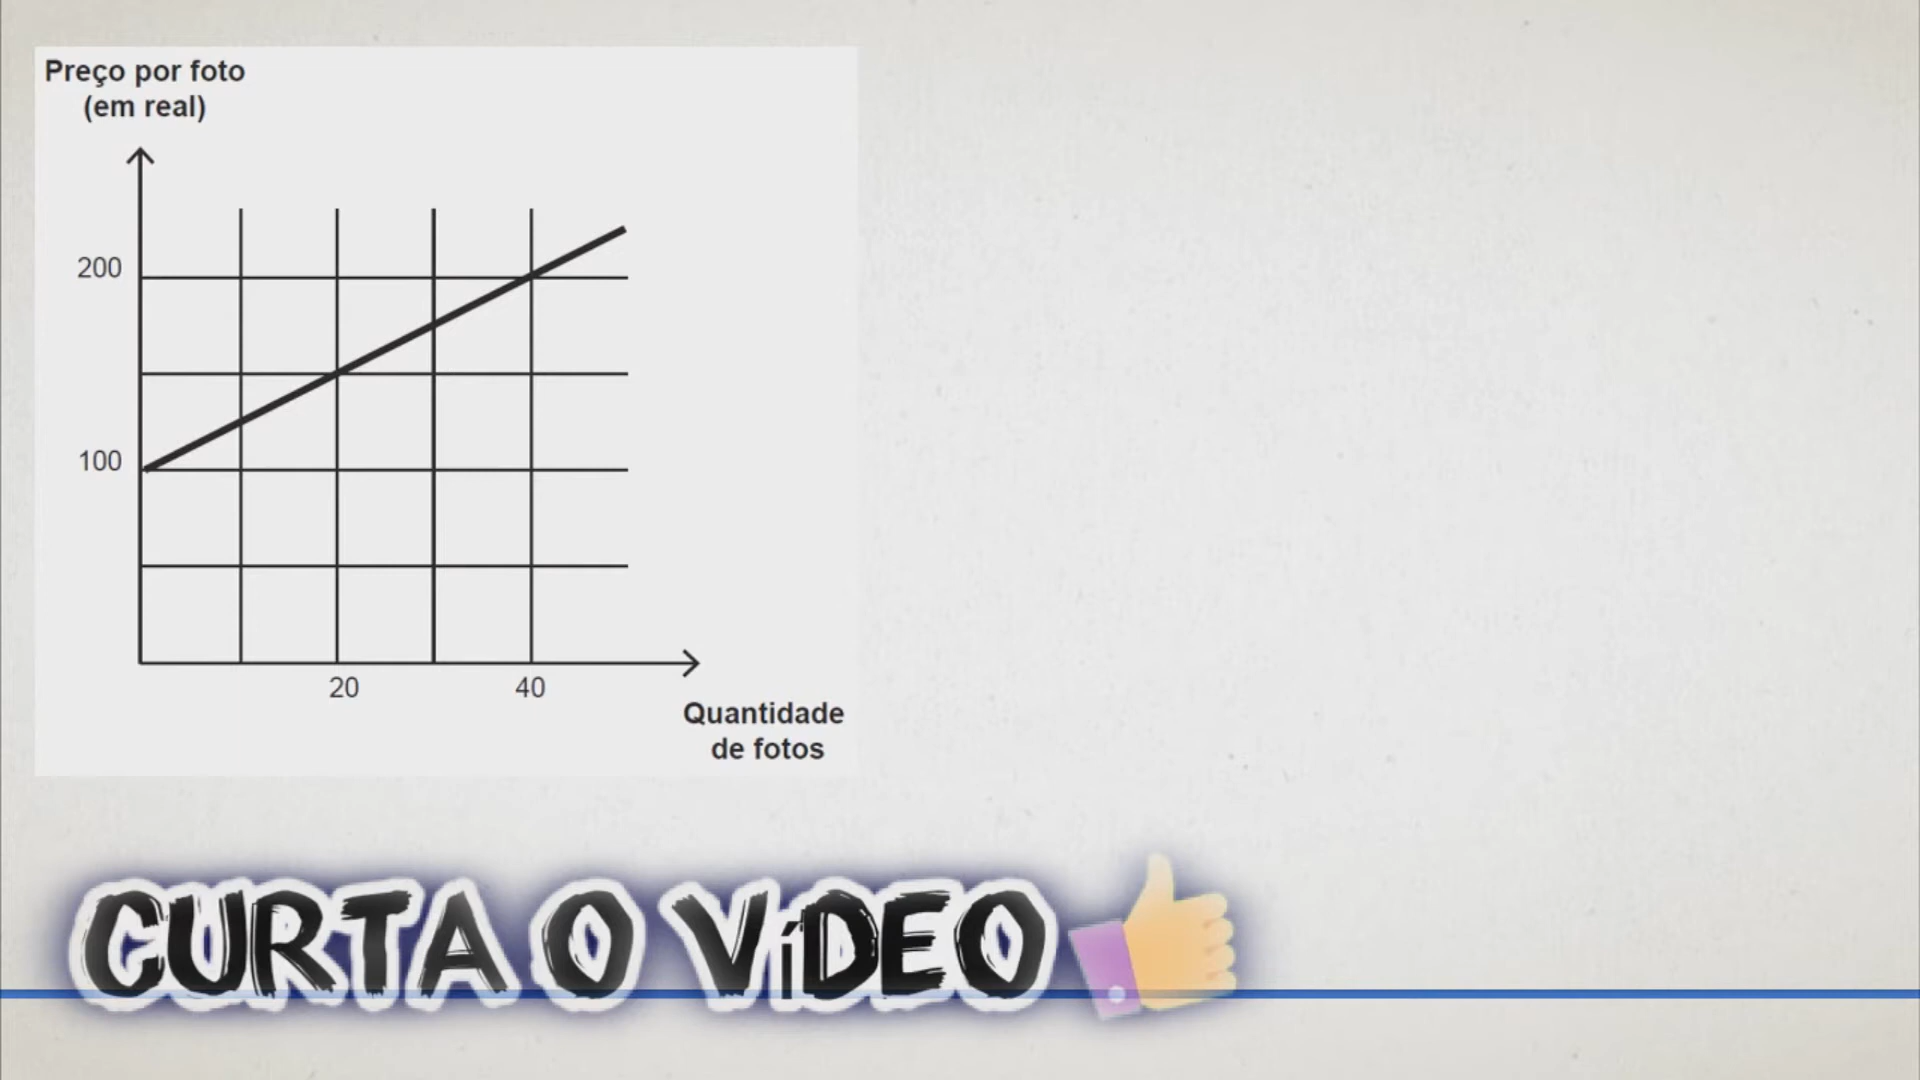 Preço por foto
(em real)
200
100
20
40
Quantidade
de fotos
CURTA O VÍDEO